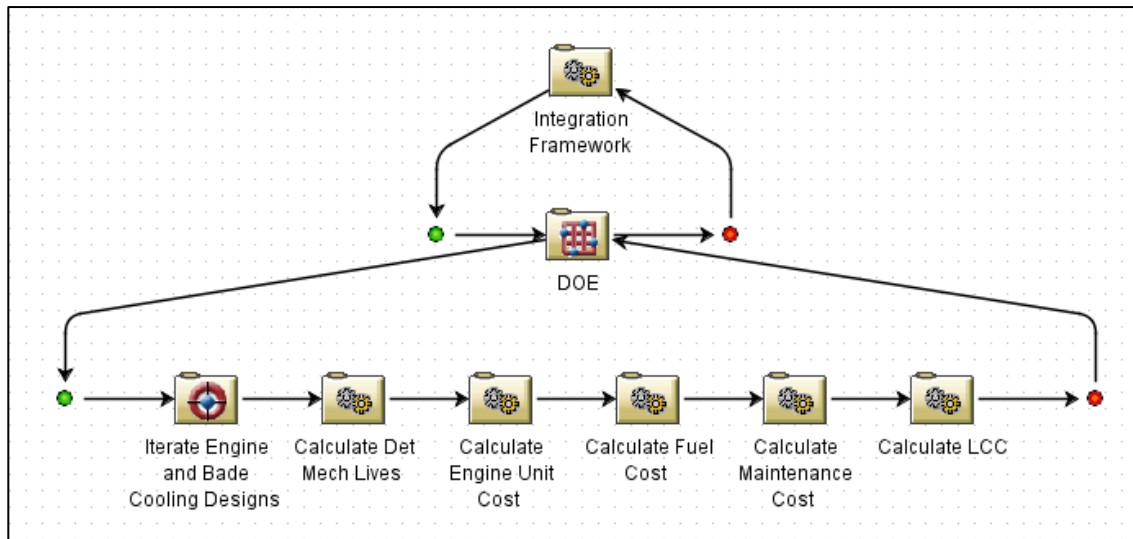 Integration
Framework
DOE
Iterate Engine
and Bade
Cooling Designs
Calculate Det
Mech Lives
Calculate
Engine Unit
Cost
Calculate Fuel
Cost
Calculate
Maintenance
Cost
Calculate LCC